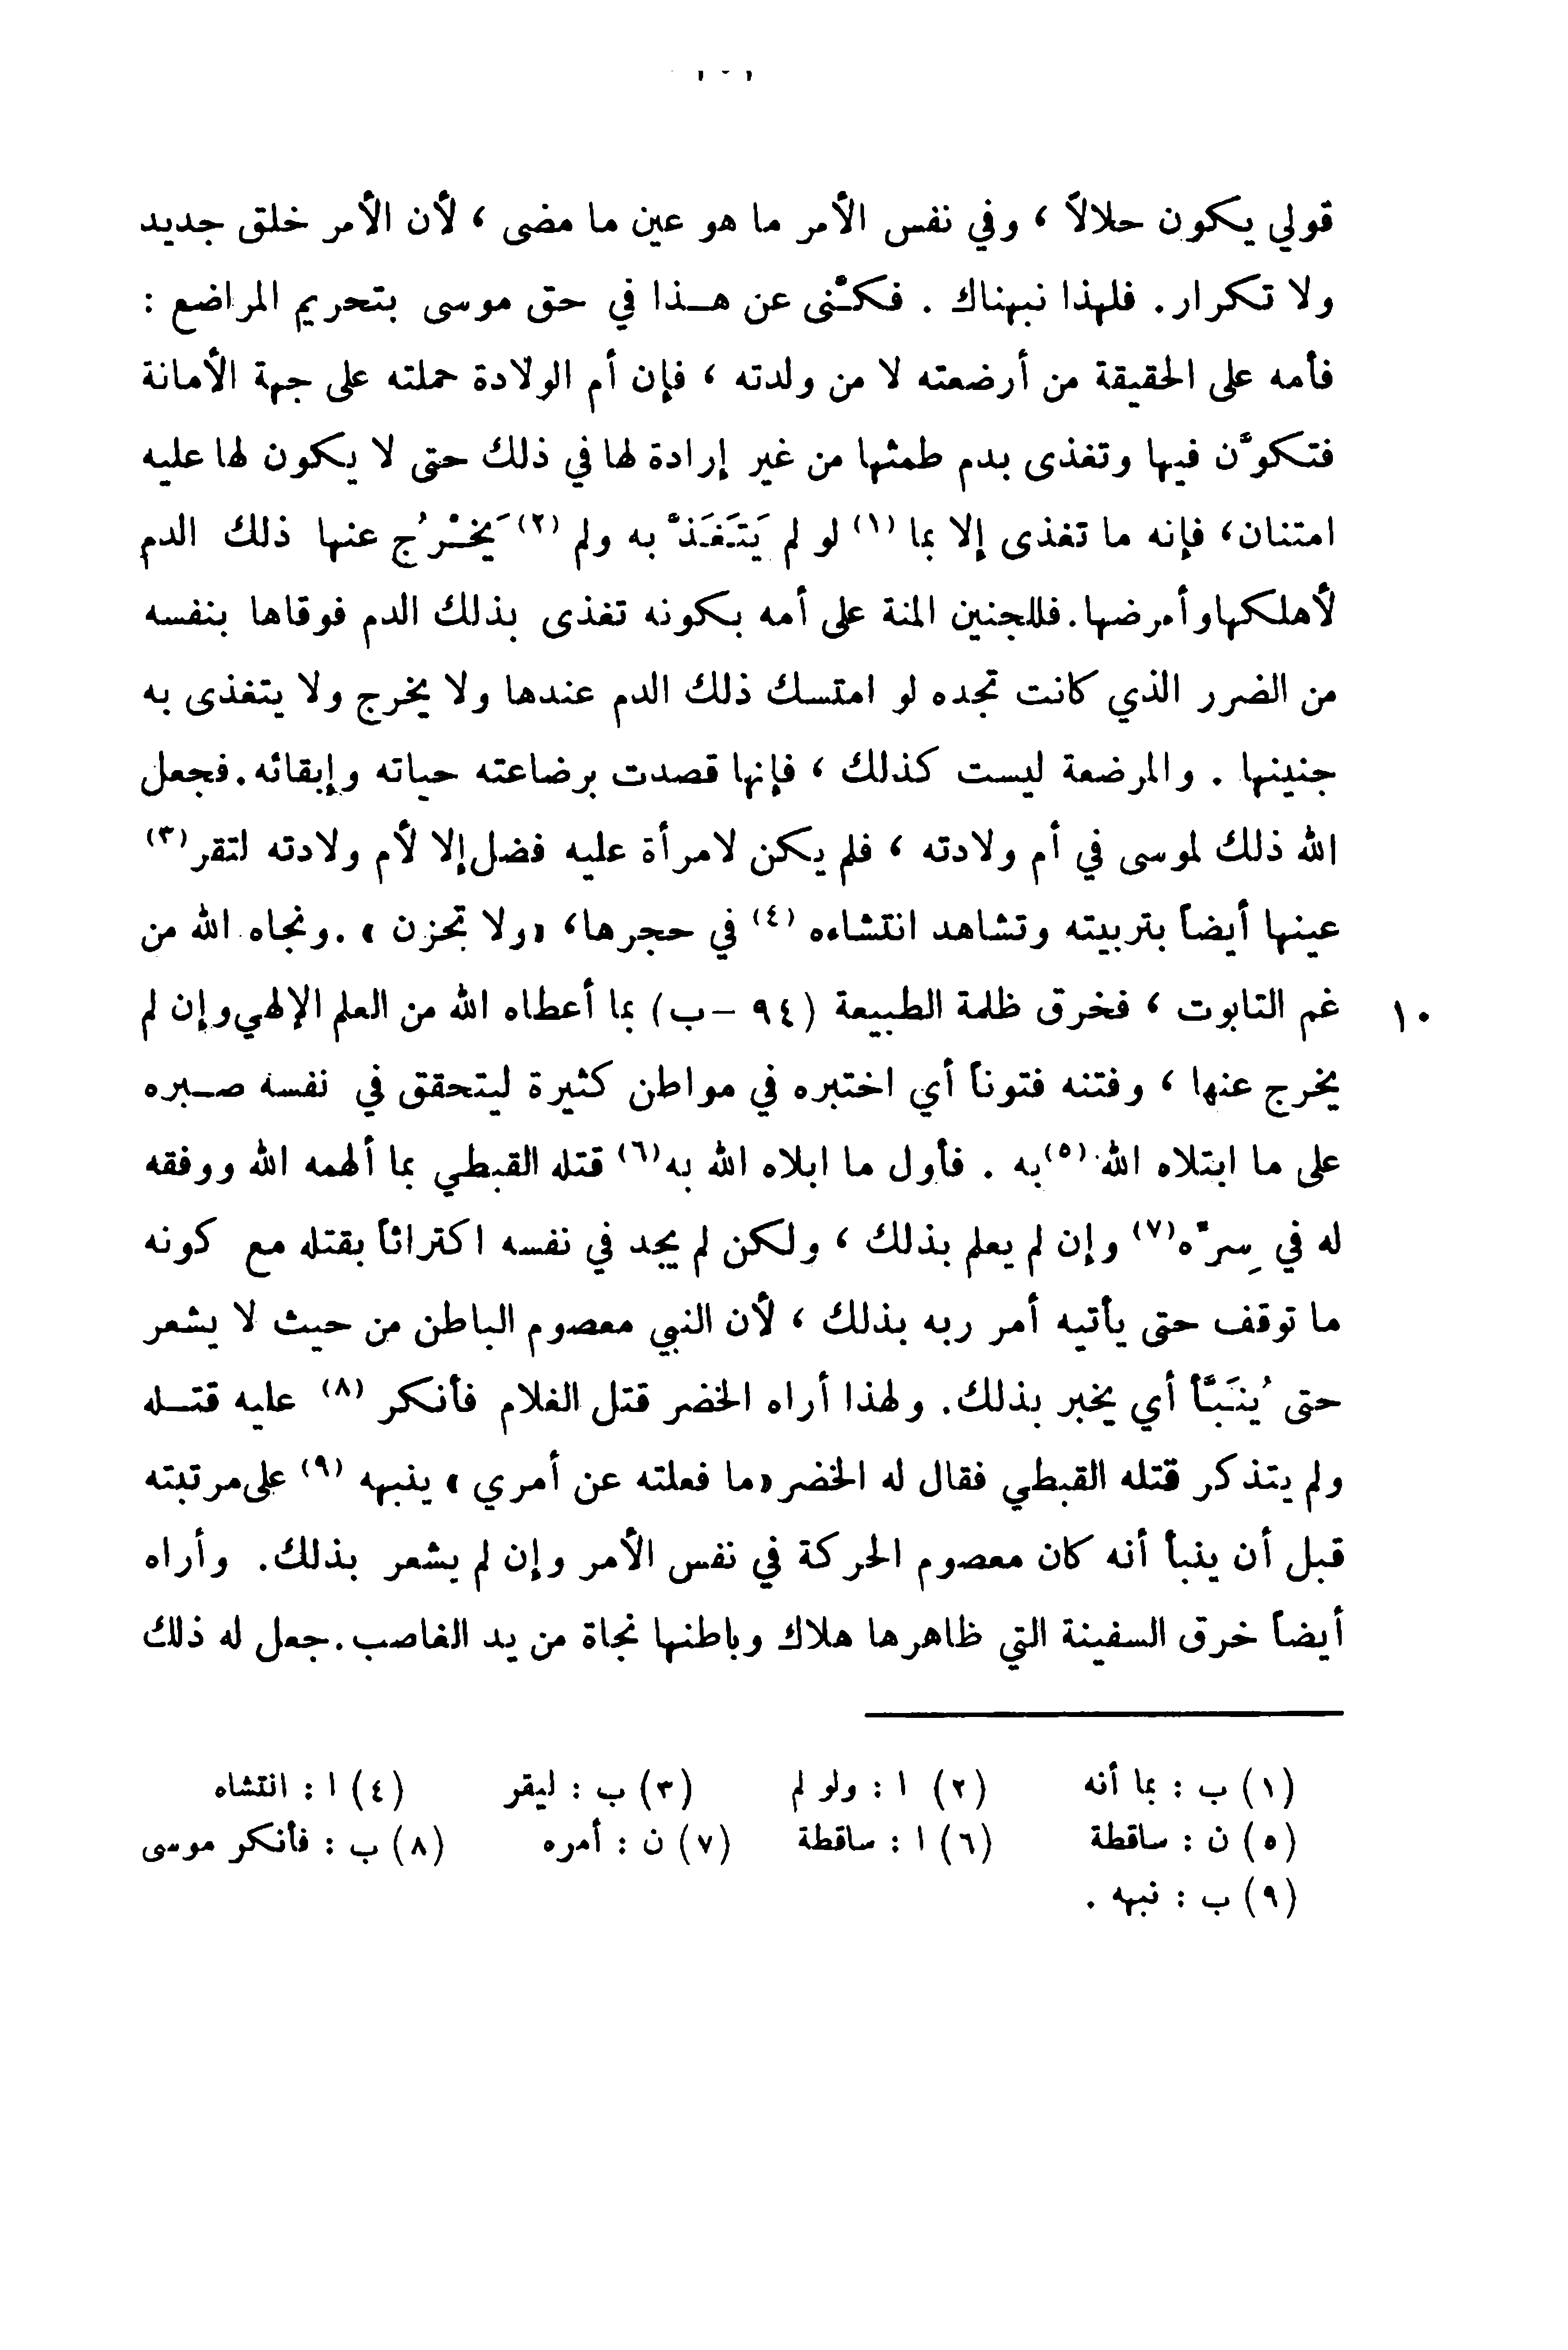 قولي يكون حلالاً ، وفي نفس الأمر ما هو عين ما مضى ، لأن الأمر خلق جديد
ولا تكرار . فلهذا نبهناك . فكنَّى عن هـذا في حق موسى بتحريم المراضع :
فأمه على الحقيقة من أرضعته لا من ولدته ، فإن أم الولادة حملته على جهة الأمانة
فتكوَّن فيها وتغذى بدم طمثها من غير إرادة لها في ذلك حتى لا يكون لها عليه
امتنان، فإنه ما تغذى إلا بما (١) لو لم يَتَغَذَّ به ولم (٢) يَخْرُج عنها ذلك الدم
لأهلكها وأمرضها. فللجنين المنة على أمه بكونه تغذى بذلك الدم فوقاها بنفسه
من الضرر الذي كانت تجده لو امتسك ذلك الدم عندها ولا يخرج ولا يتغذى به
جنينها . والمرضعة ليست كذلك ، فإنها قصدت برضاعته حياته وإبقائه. فجعل
الله ذلك لموسى في أم ولادته ، فلم يكن لامرأة عليه فضل إلا لأم ولادته لتقر (٣)
عينها أيضاً بتربيته وتشاهد انتشاءه (٤) في حجرها، «ولا تحزن » . ونجاه الله من
١٠ غم التابوت ، فخرق ظلمة الطبيعة (٩٤ – ب) بما أعطاه الله من العلم الإلهي وإن لم
يخرج عنها ، وفتنه فتوناً أي اختبره في مواطن كثيرة ليتحقق في نفسه صـبره
على ما ابتلاه الله (٥) به . فأول ما ابلاه الله به (٦) قتله القبطي بما ألهمه الله ووفقه
له في سِرِّه (٧) وإن لم يعلم بذلك ، ولكن لم يجد في نفسه اكتراثاً بقتله مع كونه
ما توقف حتى يأتيه أمر ربه بذلك ، لأن النبي معصوم الباطن من حيث لا يشعر
حتى يُنَبَّأ أي يخبر بذلك. ولهذا أراه الخضر قتل الغلام فأنكر (٨) عليه قتـله
ولم يتذكر قتله القبطي فقال له الخضر «ما فعلته عن أمري » ينبهه (٩) على مرتبته
قبل أن ينبأ أنه كان معصوم الحركة في نفس الأمر وإن لم يشعر بذلك. وأراه
أيضاً خرق السفينة التي ظاهرها هلاك وباطنها نجاة من يد الغاصب. جعل له ذلك
(١) ب : بما أنه (٢) ا : ولو لم (٣) ب : ليقر (٤) ا : انتشاه
(٥) ن : ساقطة (٦) ا : ساقطة (٧) ن : أمره (٨) ب : فأنكر موسى
(٩) ب : نبهه .